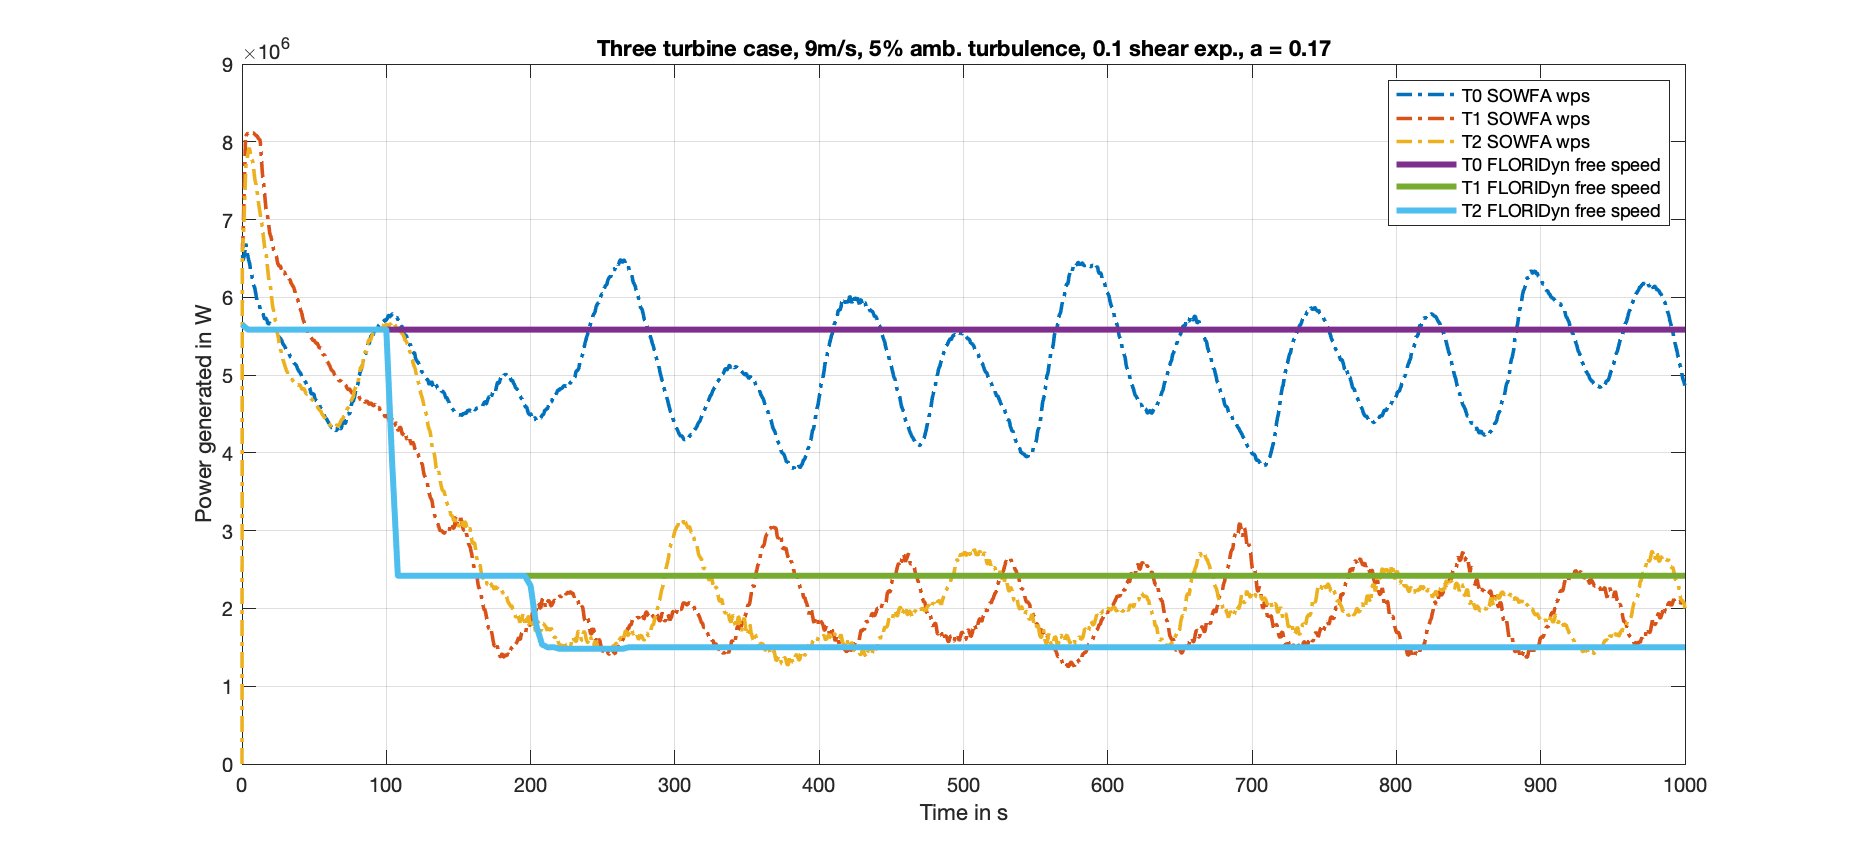 Three turbine case, 9m/s, 5% amb. turbulence, 0.1 shear exp., a = 0.17
×10⁶
9
8
7
6
5
4
3
2
1
0
Power generated in W
T0 SOWFA wps
T1 SOWFA wps
T2 SOWFA wps
T0 FLORIDyn free speed
T1 FLORIDyn free speed
T2 FLORIDyn free speed
0 100 200 300 400 500 600 700 800 900 1000
Time in s